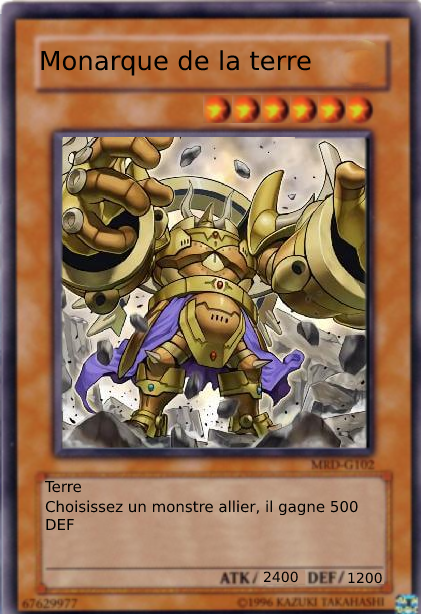 Monarque de la terre
MRD-G102
Terre
Choisissez un monstre allier, il gagne 500
DEF
ATK/ 2400 DEF/ 1200
67629977 ©1996 KAZUKI TAKAHASHI